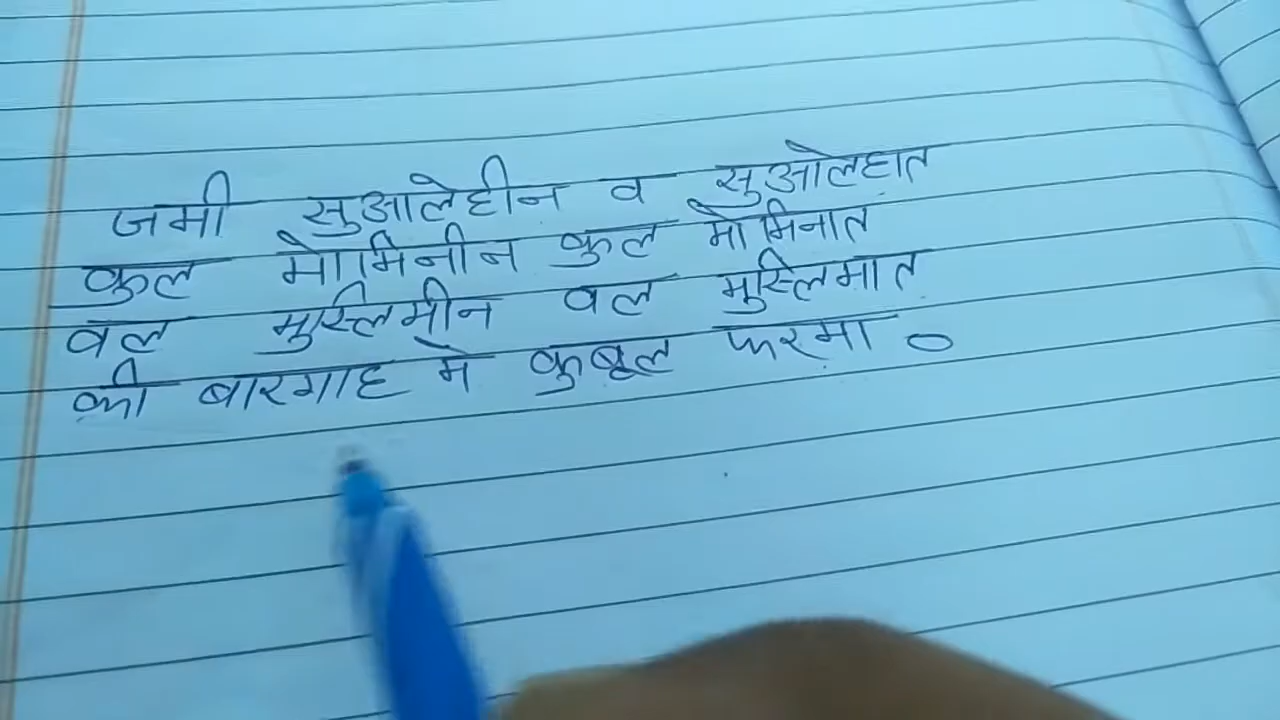 जमी सुआलेहीन व सुआलेहात
कुल मोमिनीन कुल मोमिनात
वल मुस्लिमीन वल मुस्लिमात
की बारगाह मे कुबूल फरमा ०